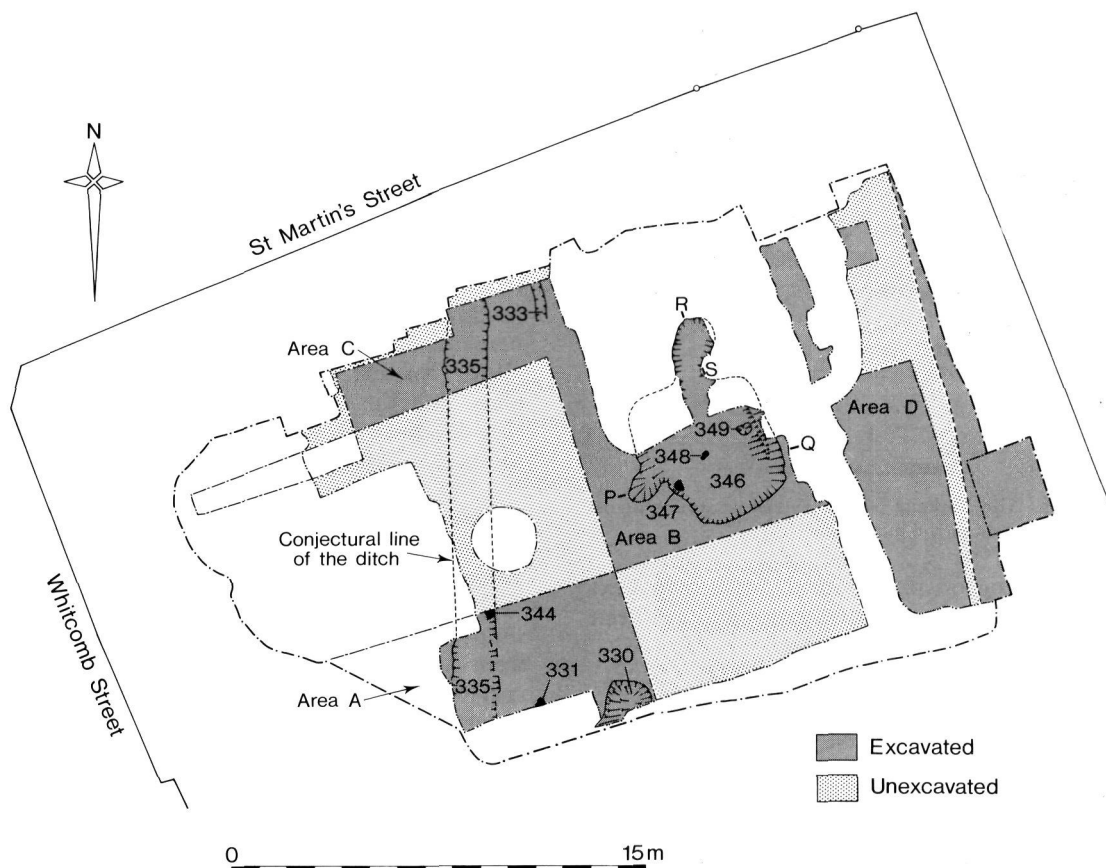 N
St Martin's Street
333
R
Area C
335
S
Area D
349
348
346
Q
P
347
Area B
Conjectural line
of the ditch
Whitcomb Street
344
331
330
Area A
335
Excavated
Unexcavated
0
15m